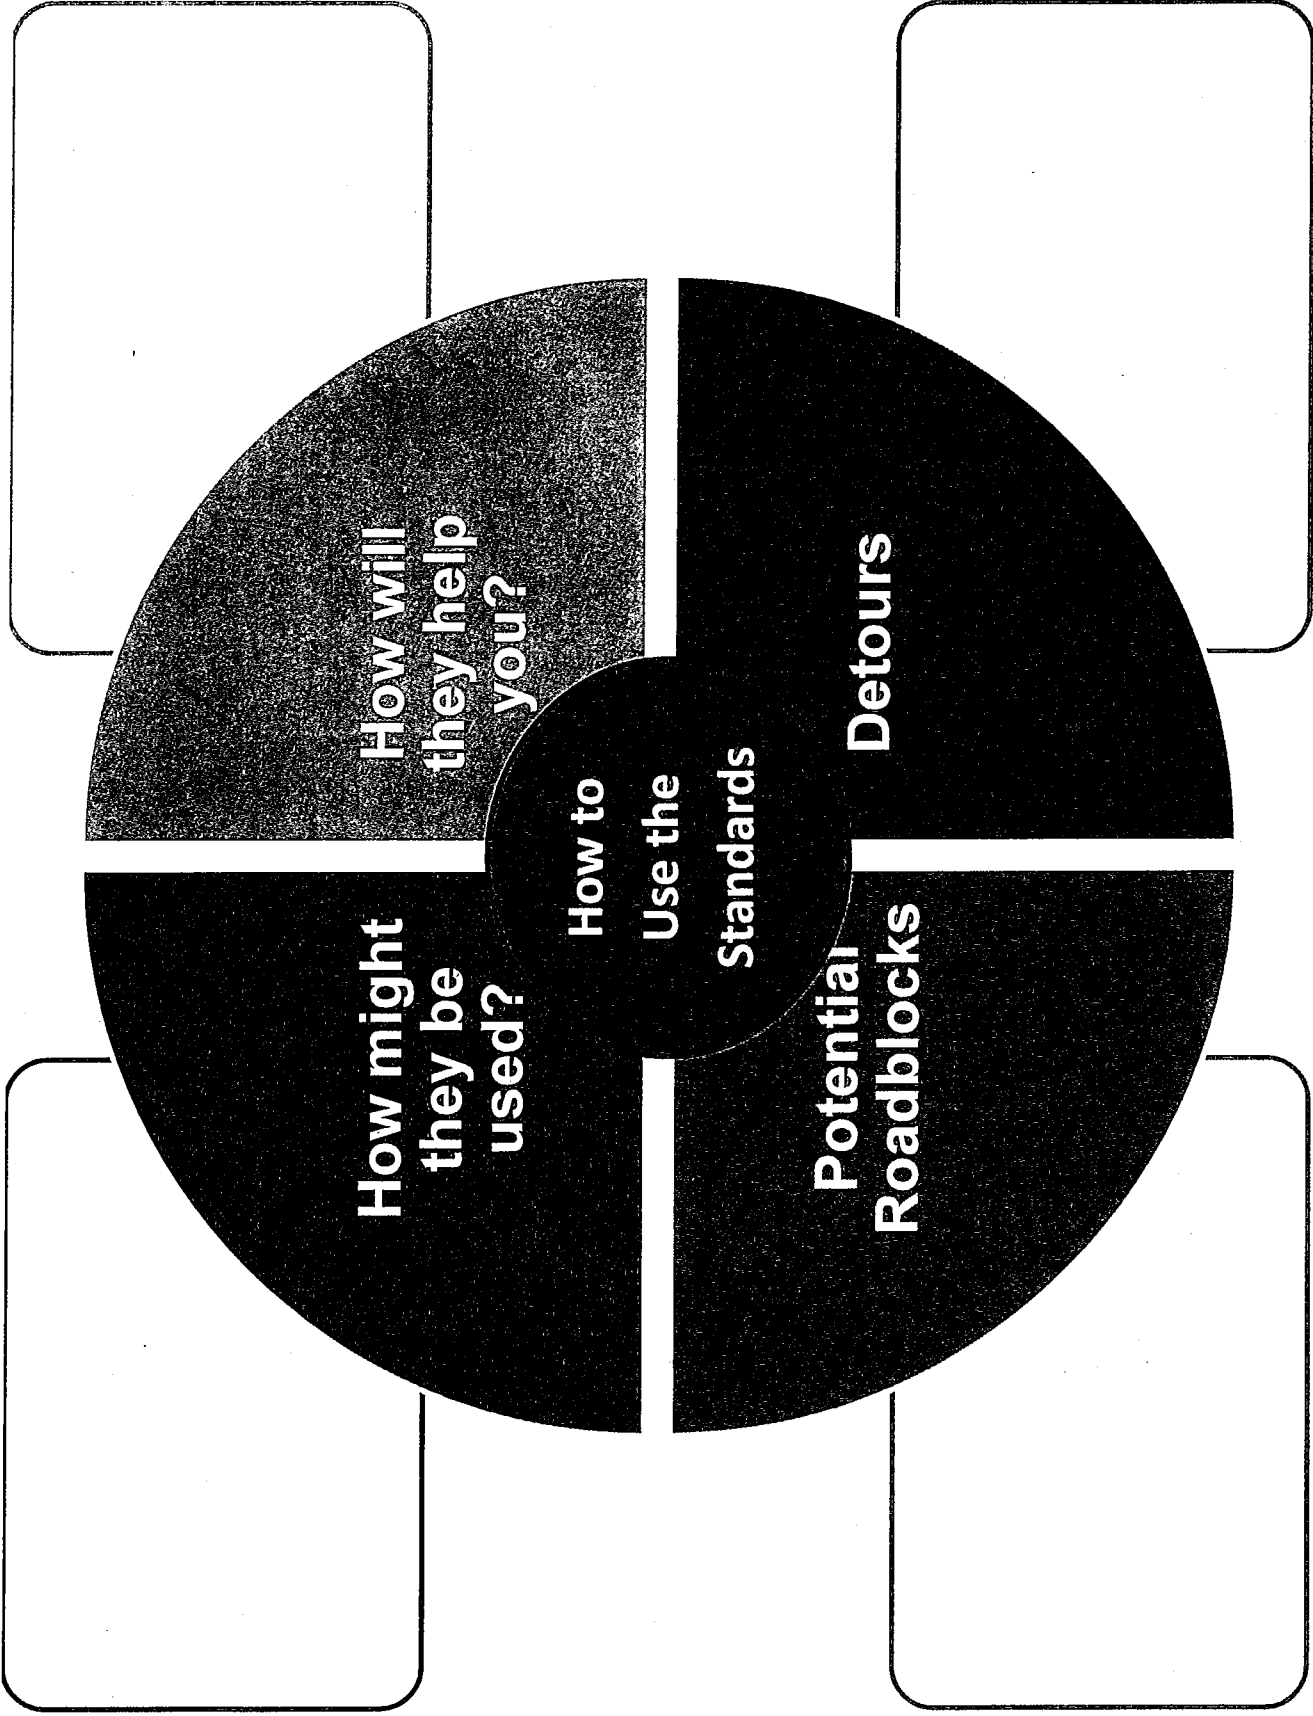 How might
they be
used?
How will
they help
you?
How to
Use the
Standards
Potential
Roadblocks
Detours